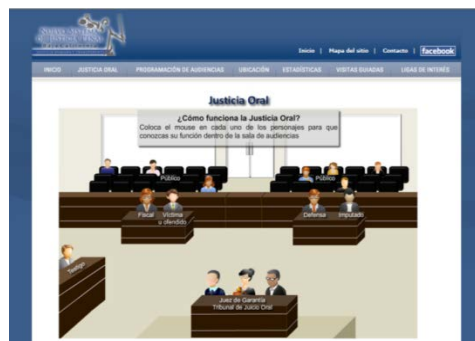 Inicio | Mapa del sitio | Contacto | facebook
INICIO JUSTICIA ORAL PROGRAMACIÓN DE AUDIENCIAS UBICACIÓN ESTADÍSTICAS VISITAS GUIADAS LIGAS DE INTERÉS
Justicia Oral
¿Cómo funciona la Justicia Oral?
Coloca el mouse en cada uno de los personajes para que
conozcas su función dentro de la sala de audiencias
Público Público
Fiscal Víctima Defensa Imputado
u ofendido
Testigo
Juez de Garantía
Tribunal de Juicio Oral